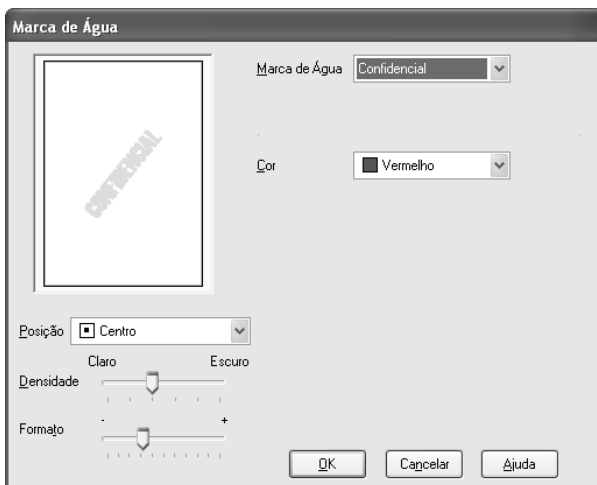 Marca de Água
Marca de Água Confidencial
CONFIDENCIAL
Cor Vermelho
Posição Centro
Claro Escuro
Densidade
- +
Formato
OK Cancelar Ajuda